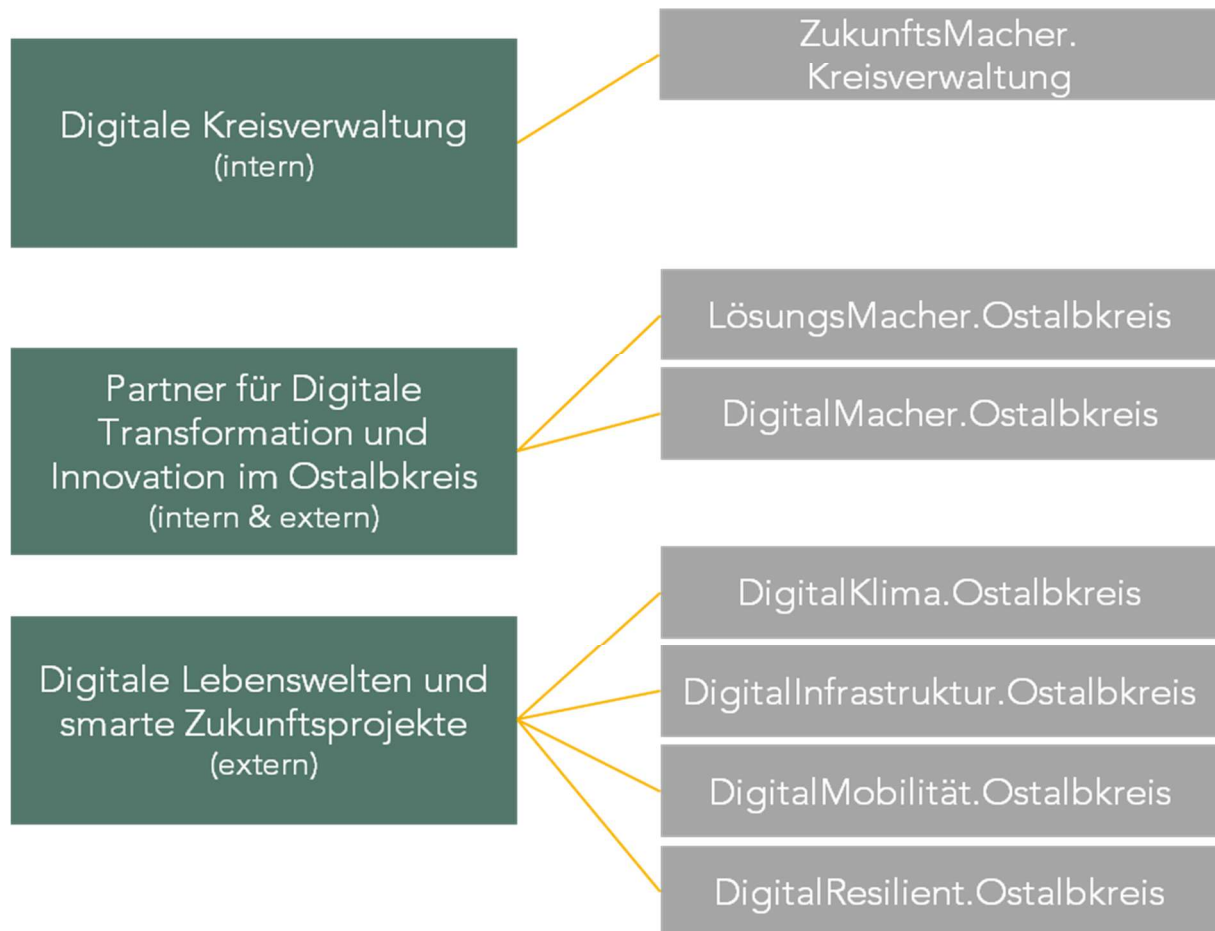 Digitale Kreisverwaltung
(intern)
ZukunftsMacher.
Kreisverwaltung
Partner für Digitale
Transformation und
Innovation im Ostalbkreis
(intern & extern)
LösungsMacher.Ostalbkreis
DigitalMacher.Ostalbkreis
Digitale Lebenswelten und
smarte Zukunftsprojekte
(extern)
DigitalKlima.Ostalbkreis
DigitalInfrastruktur.Ostalbkreis
DigitalMobilität.Ostalbkreis
DigitalResilient.Ostalbkreis